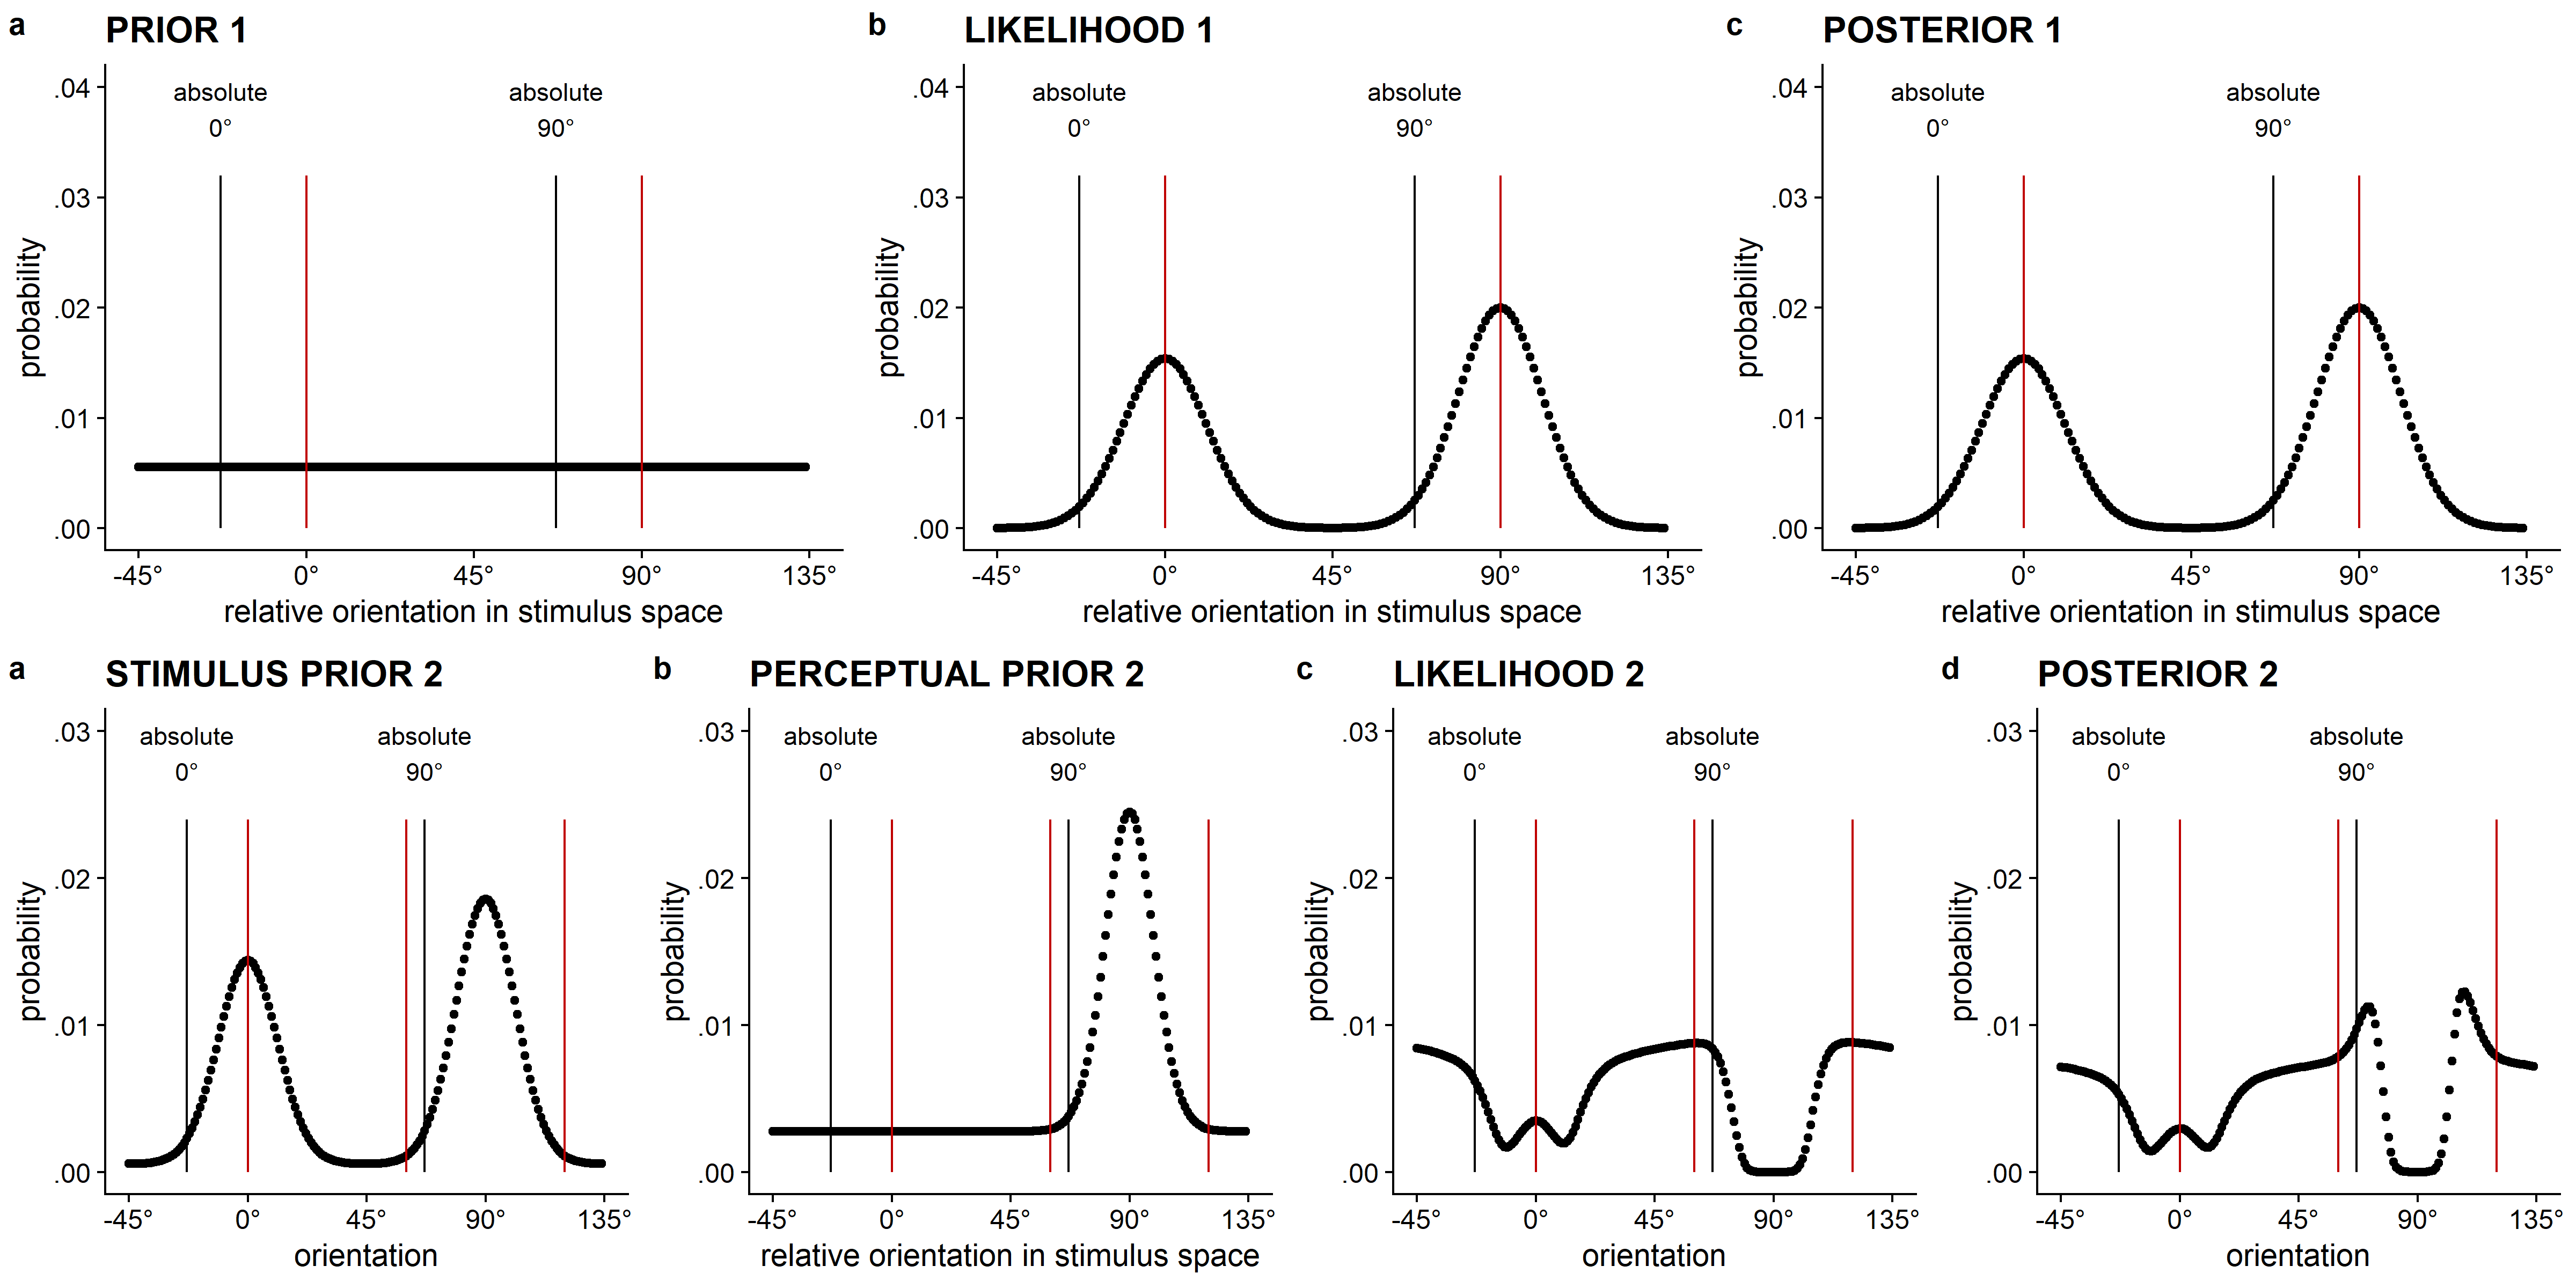 a PRIOR 1
.04
.03
.02
.01
.00
probability
absolute
0°
absolute
90°
-45° 0° 45° 90° 135°
relative orientation in stimulus space
b LIKELIHOOD 1
.04
.03
.02
.01
.00
probability
absolute
0°
absolute
90°
-45° 0° 45° 90° 135°
relative orientation in stimulus space
c POSTERIOR 1
.04
.03
.02
.01
.00
probability
absolute
0°
absolute
90°
-45° 0° 45° 90° 135°
relative orientation in stimulus space
a STIMULUS PRIOR 2
.03
.02
.01
.00
probability
absolute
0°
absolute
90°
-45° 0° 45° 90° 135°
orientation
b PERCEPTUAL PRIOR 2
.03
.02
.01
.00
probability
absolute
0°
absolute
90°
-45° 0° 45° 90° 135°
relative orientation in stimulus space
c LIKELIHOOD 2
.03
.02
.01
.00
probability
absolute
0°
absolute
90°
-45° 0° 45° 90° 135°
orientation
d POSTERIOR 2
.03
.02
.01
.00
probability
absolute
0°
absolute
90°
-45° 0° 45° 90° 135°
orientation